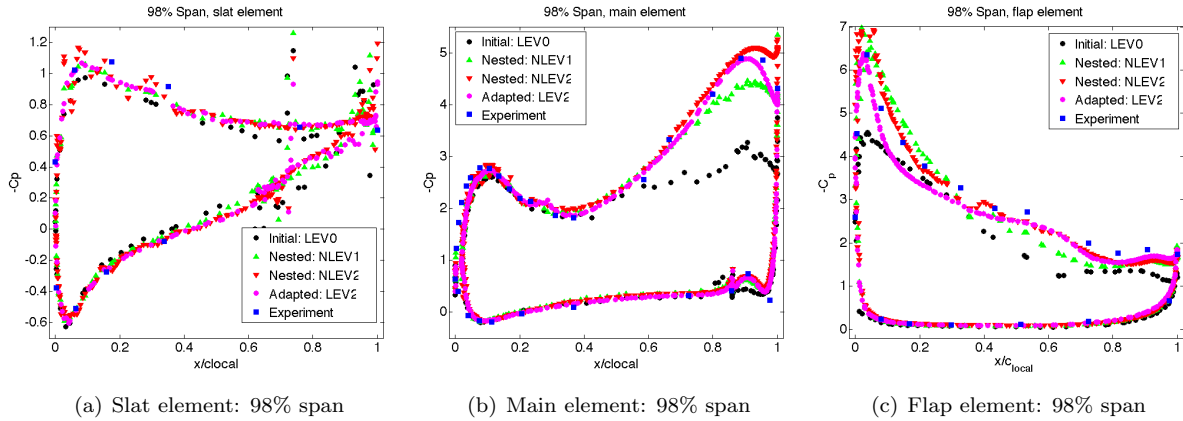 98% Span, slat element
-Cp
1.2
1
0.8
0.6
0.4
0.2
0
-0.2
-0.4
-0.6
0
0.2
0.4
0.6
0.8
1
x/clocal
Initial: LEV0
Nested: NLEV1
Nested: NLEV2
Adapted: LEV2
Experiment
(a) Slat element: 98% span
98% Span, main element
-Cp
5
4
3
2
1
0
0
0.2
0.4
0.6
0.8
1
x/clocal
Initial: LEV0
Nested: NLEV1
Nested: NLEV2
Adapted: LEV2
Experiment
(b) Main element: 98% span
98% Span, flap element
-Cp
7
6
5
4
3
2
1
0
0
0.2
0.4
0.6
0.8
1
x/clocal
Initial: LEV0
Nested: NLEV1
Nested: NLEV2
Adapted: LEV2
Experiment
(c) Flap element: 98% span